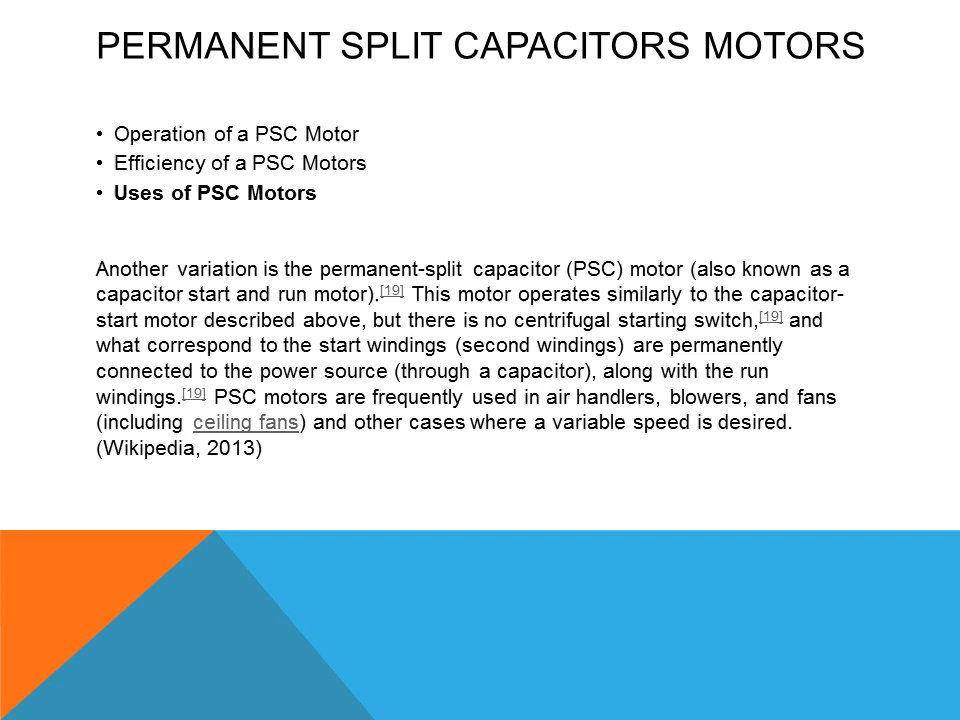 PERMANENT SPLIT CAPACITORS MOTORS
• Operation of a PSC Motor
• Efficiency of a PSC Motors
• Uses of PSC Motors
Another variation is the permanent-split capacitor (PSC) motor (also known as a
capacitor start and run motor).[19] This motor operates similarly to the capacitor-
start motor described above, but there is no centrifugal starting switch,[19] and
what correspond to the start windings (second windings) are permanently
connected to the power source (through a capacitor), along with the run
windings.[19] PSC motors are frequently used in air handlers, blowers, and fans
(including ceiling fans) and other cases where a variable speed is desired.
(Wikipedia, 2013)